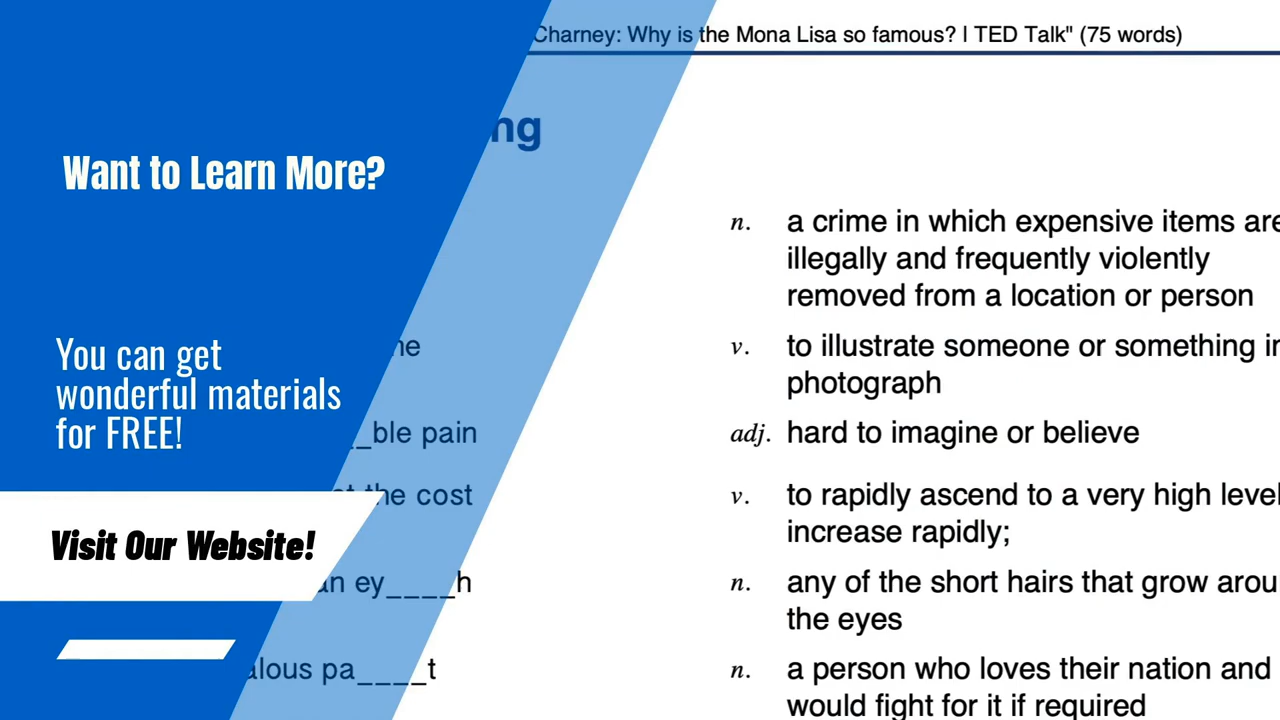 Charney: Why is the Mona Lisa so famous? | TED Talk" (75 words)
Want to Learn More?
You can get
wonderful materials
for FREE!
Visit Our Website!
ng
n. a crime in which expensive items are
illegally and frequently violently
removed from a location or person
ne
v. to illustrate someone or something in
photograph
_ble pain
adj. hard to imagine or believe
the cost
v. to rapidly ascend to a very high level
increase rapidly;
an ey____h
n. any of the short hairs that grow arou
the eyes
alous pa____t
n. a person who loves their nation and
would fight for it if required